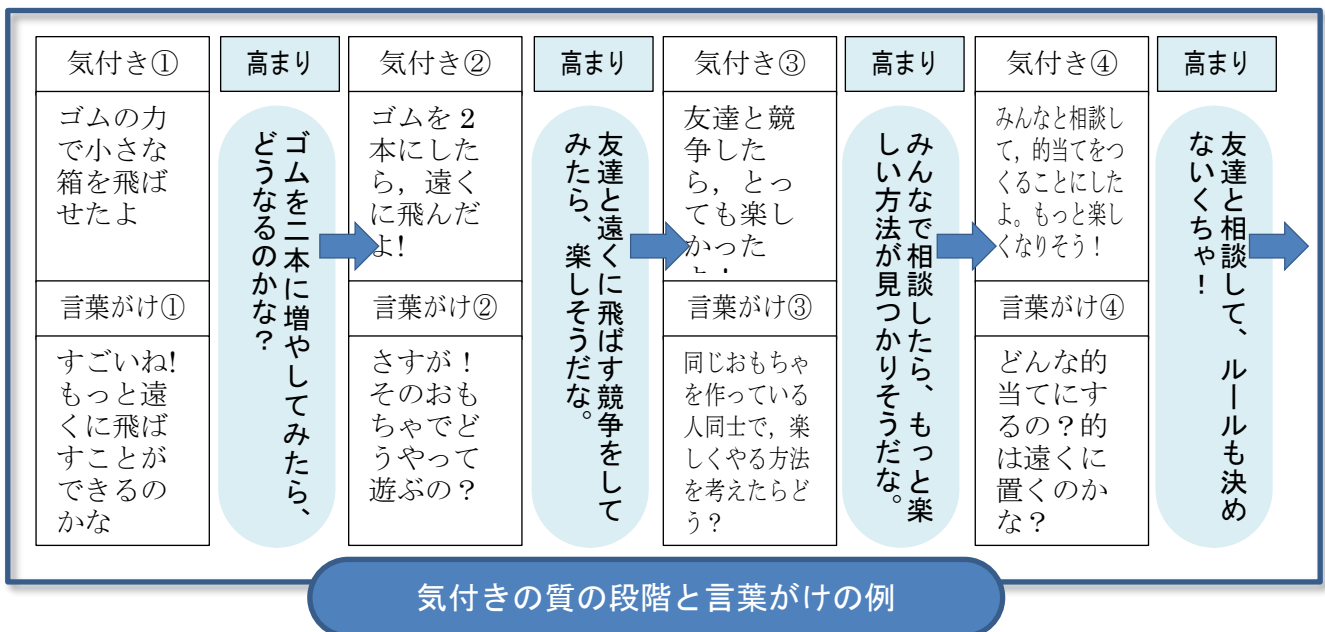 気付き①
ゴムの力
で小さな
箱を飛ば
せたよ
言葉がけ①
すごいね!
もっと遠
くに飛ば
すことが
できるの
かな
高まり
ゴムを二本に増やしてみたら、
どうなるのかな？
気付き②
ゴムを2
本にした
ら，遠く
に飛んだ
よ!
言葉がけ②
さすが！
そのおも
ちゃでど
うやって
遊ぶの？
高まり
友達と遠くに飛ばす競争をして
みたら、楽しそうだな。
気付き③
友達と競
争した
ら，とっ
ても楽し
かった
言葉がけ③
同じおもちゃ
を作っている
人同士で，楽
しくやる方法
を考えたらど
う？
高まり
みんなで相談したら、もっと楽
しい方法が見つかりそうだな。
気付き④
みんなと相談し
て，的当てをつ
くることにした
よ。もっと楽し
くなりそう！
言葉がけ④
どんな的
当てにす
るの？的
は遠くに
置くのか
な？
高まり
友達と相談して、ルールも決め
ないくちゃ！
気付きの質の段階と言葉がけの例